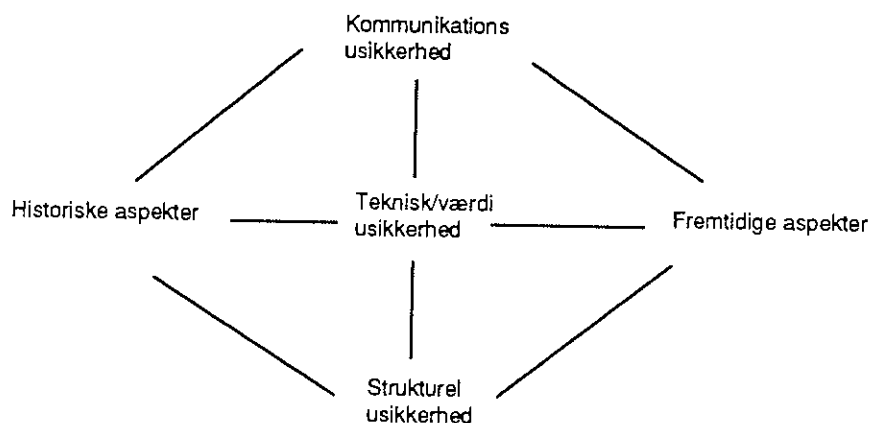 Kommunikations
usikkerhed
Historiske aspekter
Teknisk/værdi
usikkerhed
Fremtidige aspekter
Strukturel
usikkerhed